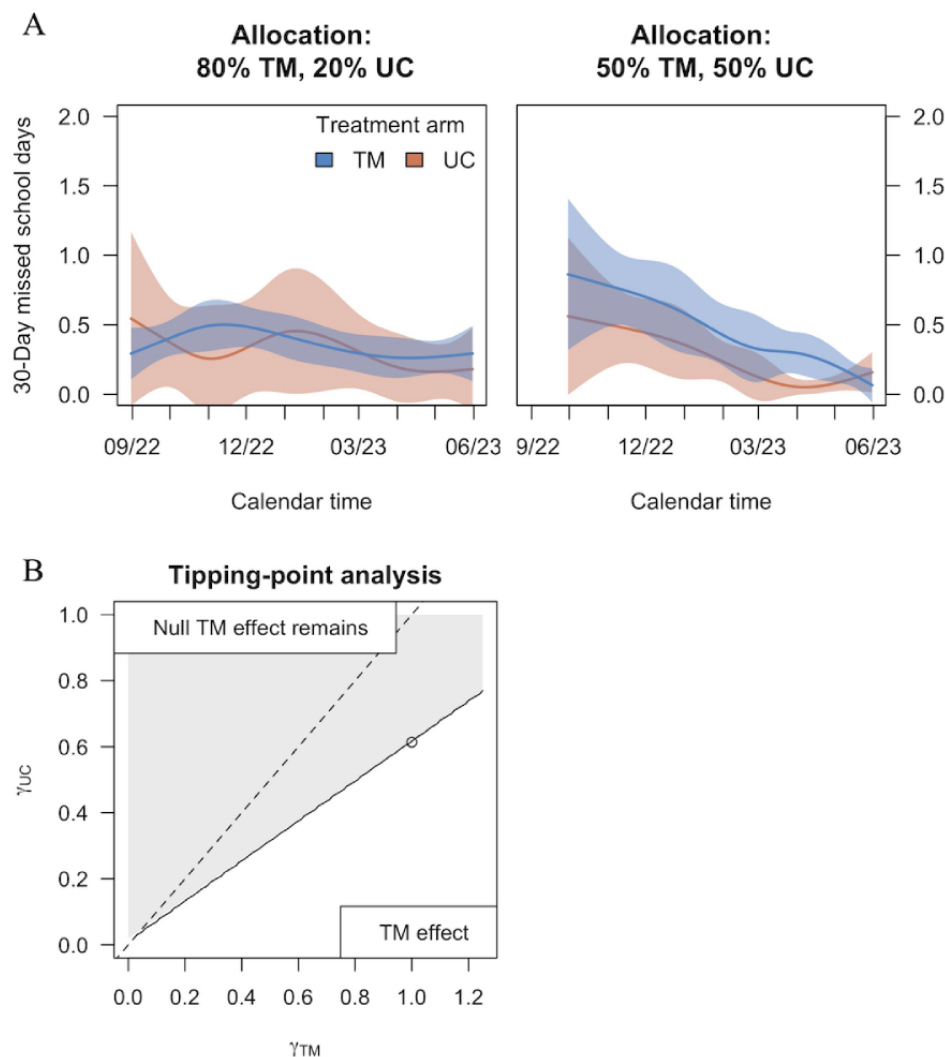 A
Allocation:
80% TM, 20% UC
Allocation:
50% TM, 50% UC
30-Day missed school days
2.0
1.5
1.0
0.5
0.0
Treatment arm
TM UC
2.0
1.5
1.0
0.5
0.0
09/22 12/22 03/23 06/23
9/22 12/22 03/23 06/23
Calendar time
Calendar time
B
Tipping-point analysis
γUC
1.0
0.8
0.6
0.4
0.2
0.0
Null TM effect remains
TM effect
0.0 0.2 0.4 0.6 0.8 1.0 1.2
γTM